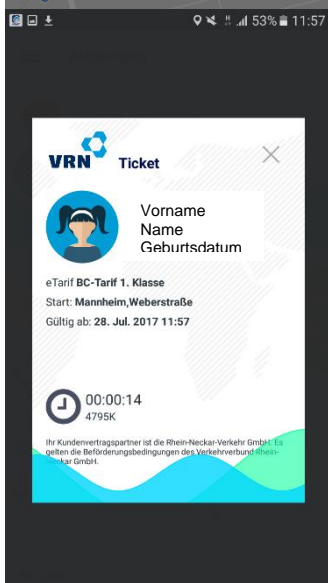 53% 11:57
VRN Ticket
Vorname
Name
Geburtsdatum
eTarif BC-Tarif 1. Klasse
Start: Mannheim,Weberstraße
Gültig ab: 28. Jul. 2017 11:57
00:00:14
4795K
Ihr Kundenvertragspartner ist die Rhein-Neckar-Verkehr GmbH. Es
gelten die Beförderungsbedingungen des Verkehrverbund Rhein-
Neckar GmbH.